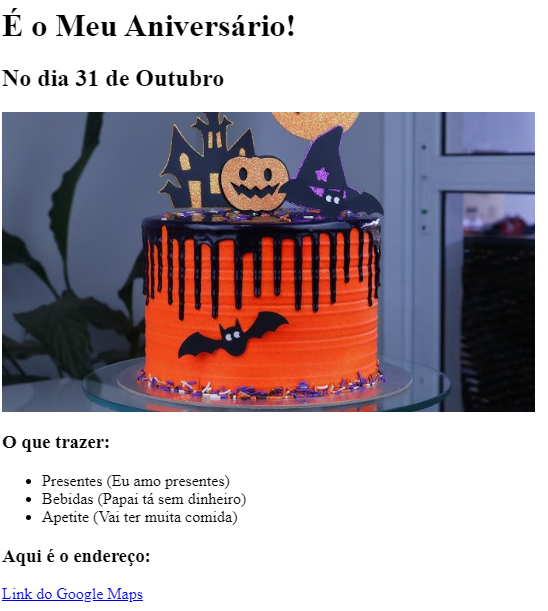 É o Meu Aniversário!
No dia 31 de Outubro
O que trazer:
Presentes (Eu amo presentes)
Bebidas (Papai tá sem dinheiro)
Apetite (Vai ter muita comida)
Aqui é o endereço:
Link do Google Maps